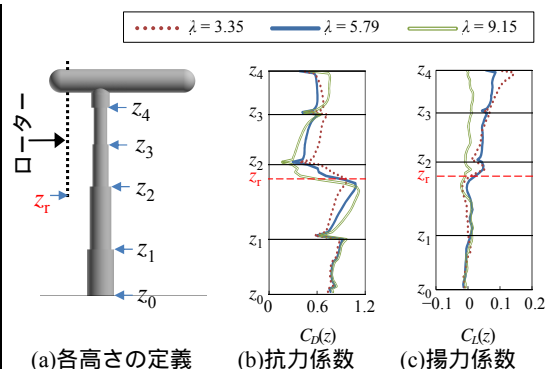 λ = 3.35 λ = 5.79 λ = 9.15
ローター
zr
z4
z3
z2
z1
z0
z4
z3
z2
zr
z1
z0
0 0.6 1.2
CD(z)
z4
z3
z2
zr
z1
z0
−0.1 0 0.1 0.2
CL(z)
(a)各高さの定義 (b)抗力係数 (c)揚力係数